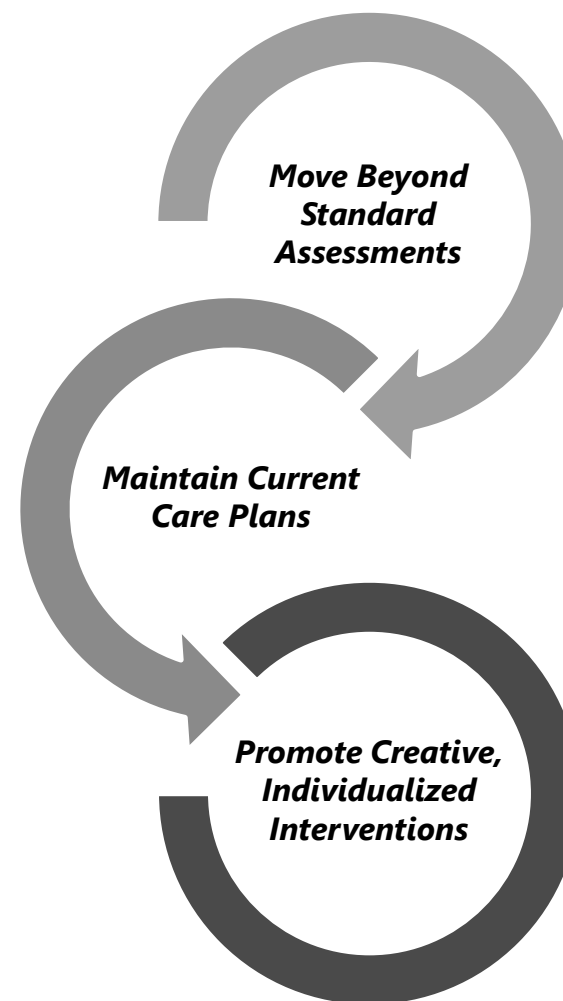 Move Beyond
Standard
Assessments
Maintain Current
Care Plans
Promote Creative,
Individualized
Interventions